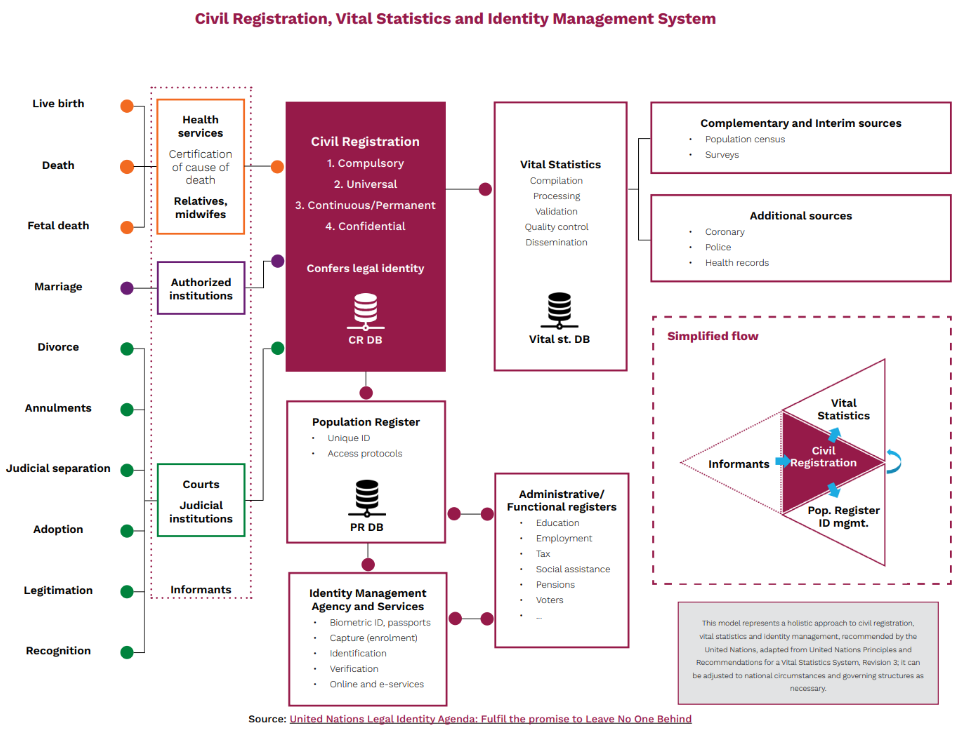 Civil Registration, Vital Statistics and Identity Management System
Live birth
Death
Fetal death
Marriage
Divorce
Annulments
Judicial separation
Adoption
Legitimation
Recognition
Health
services
Certification
of cause of
death
Relatives,
midwifes
Authorized
institutions
Courts
Judicial
institutions
Informants
Civil Registration
1. Compulsory
2. Universal
3. Continuous/Permanent
4. Confidential
Confers legal identity
CR DB
Population Register
• Unique ID
• Access protocols
PR DB
Identity Management
Agency and Services
• Biometric ID, passports
• Capture (enrolment)
• Identification
• Verification
• Online and e-services
Vital Statistics
Compilation
Processing
Validation
Quality control
Dissemination
Vital st. DB
Administrative/
Functional registers
• Education
• Employment
• Tax
• Social assistance
• Pensions
• Voters
• ...
Complementary and Interim sources
• Population census
• Surveys
Additional sources
• Coronary
• Police
• Health records
Simplified flow
Vital
Statistics
Informants
Civil
Registration
Pop. Register
ID mgmt.
This model represents a holistic approach to civil registration,
vital statistics and identity management, recommended by the
United Nations, adapted from United Nations Principles and
Recommendations for a Vital Statistics System, Revision 3; it can
be adjusted to national circumstances and governing structures as
necessary.
Source: United Nations Legal Identity Agenda: Fulfil the promise to Leave No One Behind